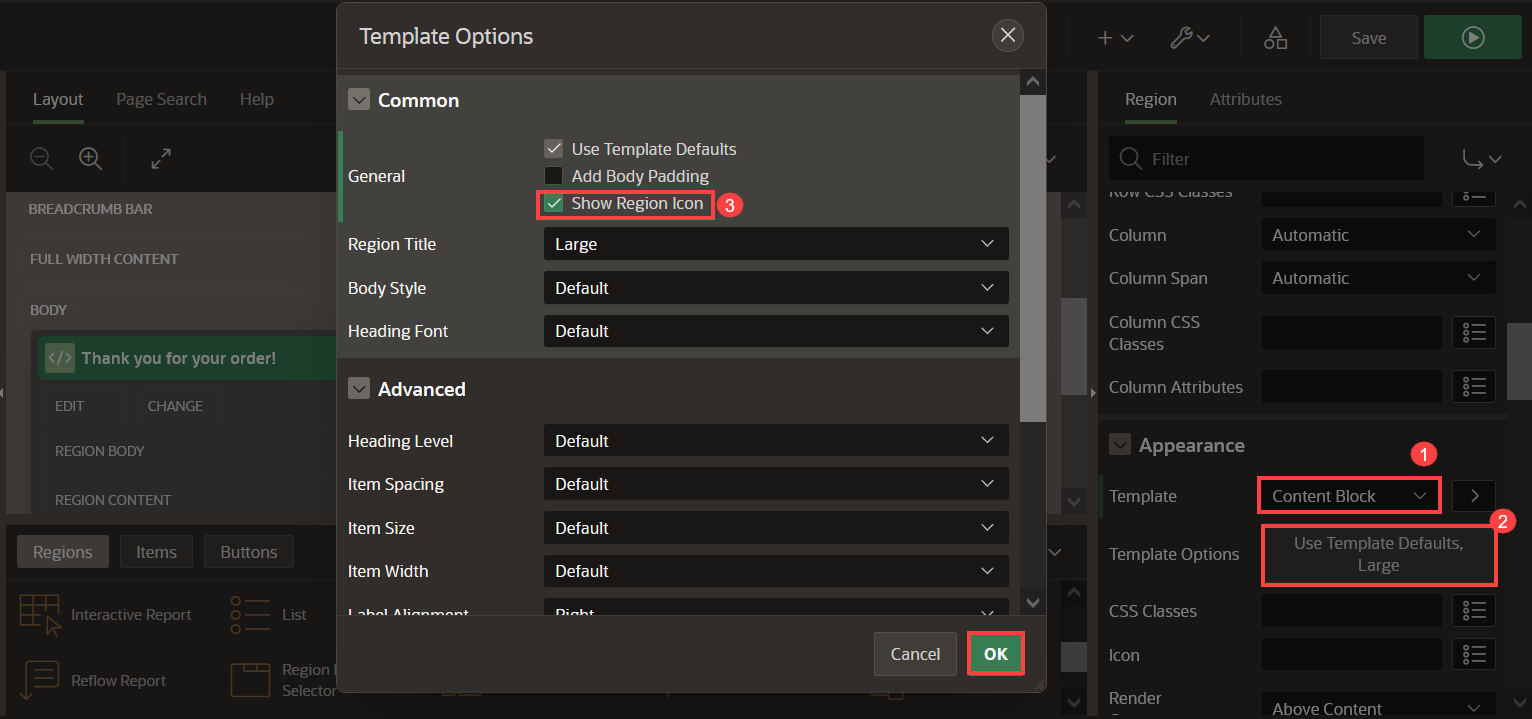 Template Options
Save
Layout
Page Search
Help
BREADCRUMB BAR
FULL WIDTH CONTENT
BODY
</> Thank you for your order!
EDIT
CHANGE
REGION BODY
REGION CONTENT
Regions
Items
Buttons
Interactive Report
List
Reflow Report
Region
Selector
Common
General
Use Template Defaults
Add Body Padding
Show Region Icon
3
Region Title
Large
Body Style
Default
Heading Font
Default
Advanced
Heading Level
Default
Item Spacing
Default
Item Size
Default
Item Width
Default
Label Alignment
Right
Cancel
OK
Region
Attributes
Filter
Row CSS Classes
Column
Automatic
Column Span
Automatic
Column CSS
Classes
Column Attributes
Appearance
1
Template
Content Block
2
Template Options
Use Template Defaults,
Large
CSS Classes
Icon
Render
Above Content